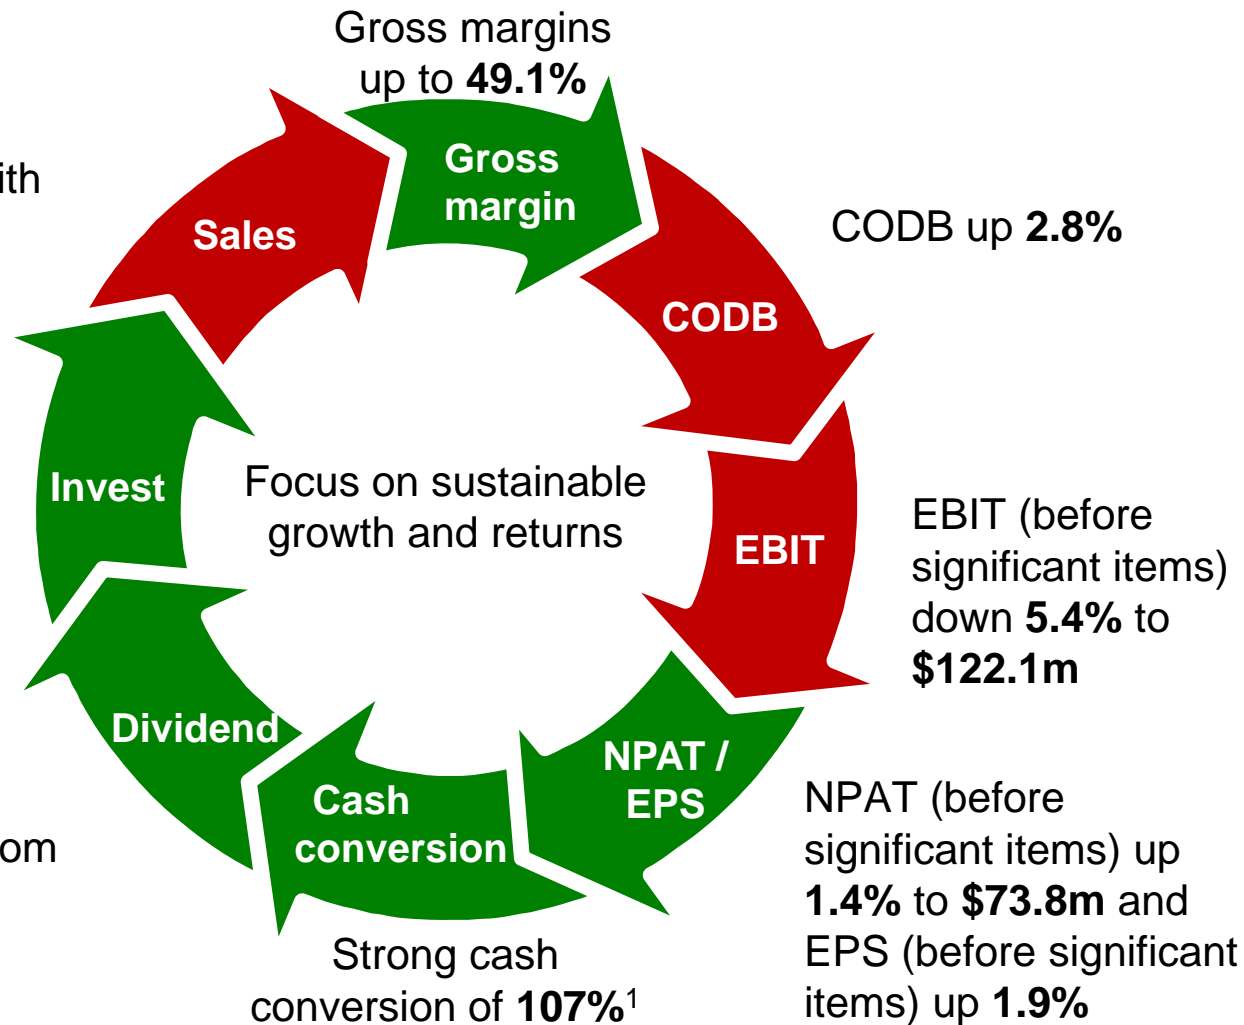 Gross margins
up to 49.1%
ith
Gross
margin
Sales
CODB up 2.8%
CODB
Invest
Focus on sustainable
growth and returns
EBIT
EBIT (before
significant items)
down 5.4% to
$122.1m
Dividend
NPAT /
EPS
Cash
conversion
NPAT (before
significant items) up
1.4% to $73.8m and
EPS (before significant
items) up 1.9%
om
Strong cash
conversion of 107%¹